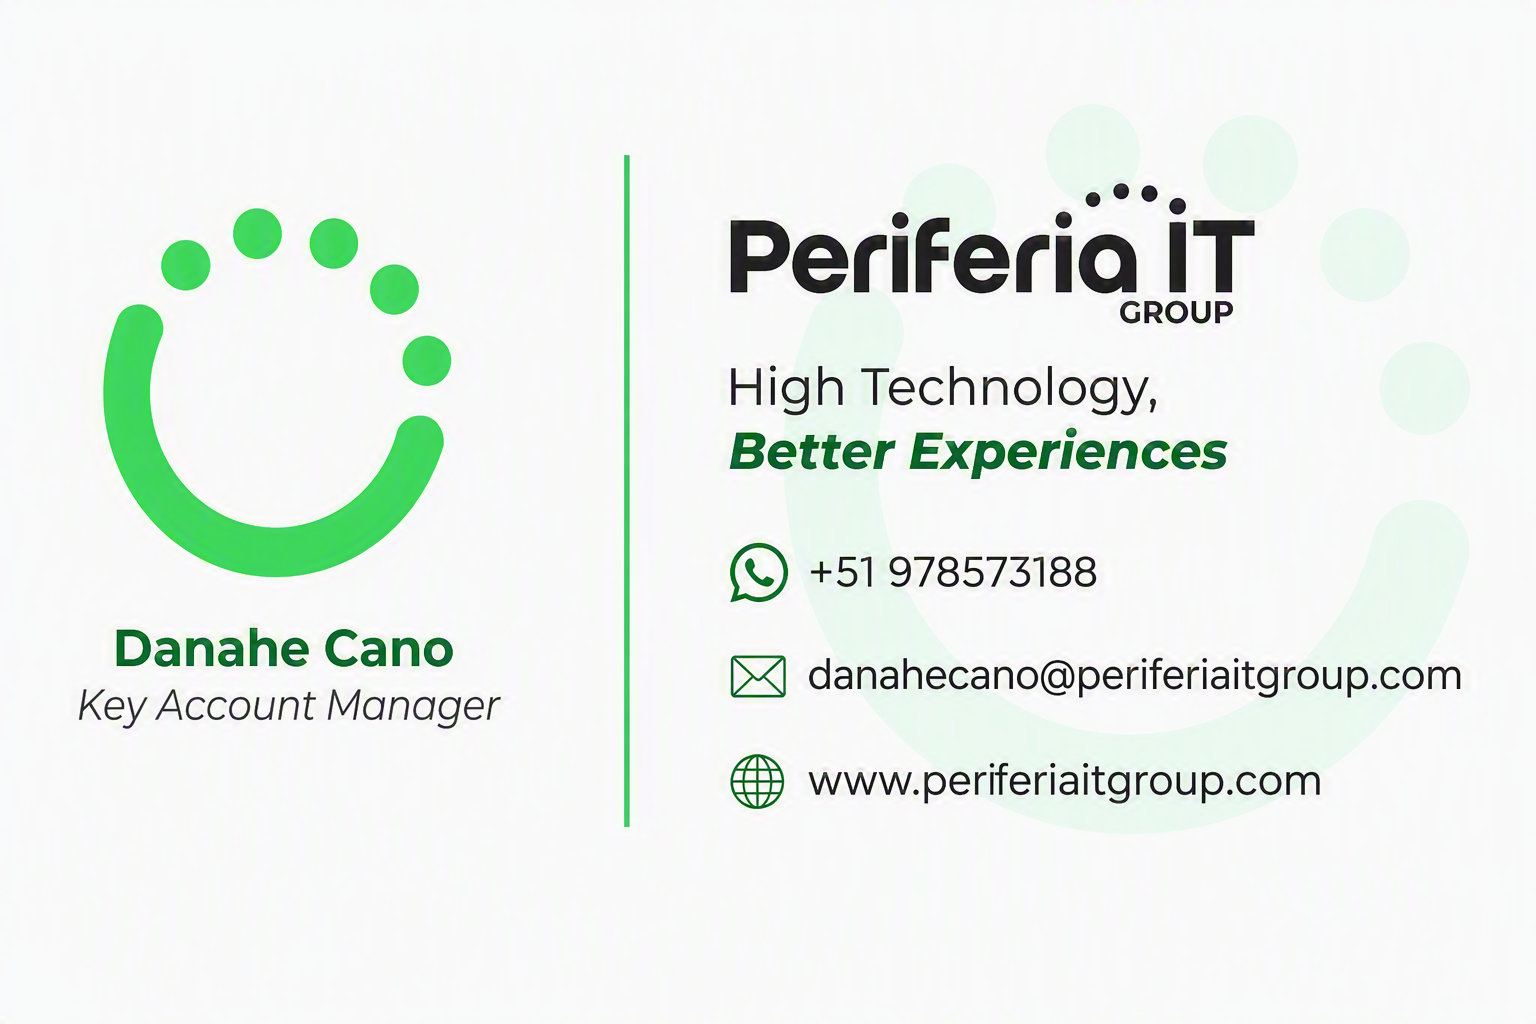 Danahe Cano
Key Account Manager
Periferia IT
GROUP
High Technology,
Better Experiences
+51 978573188
danahecano@periferiaitgroup.com
www.periferiaitgroup.com